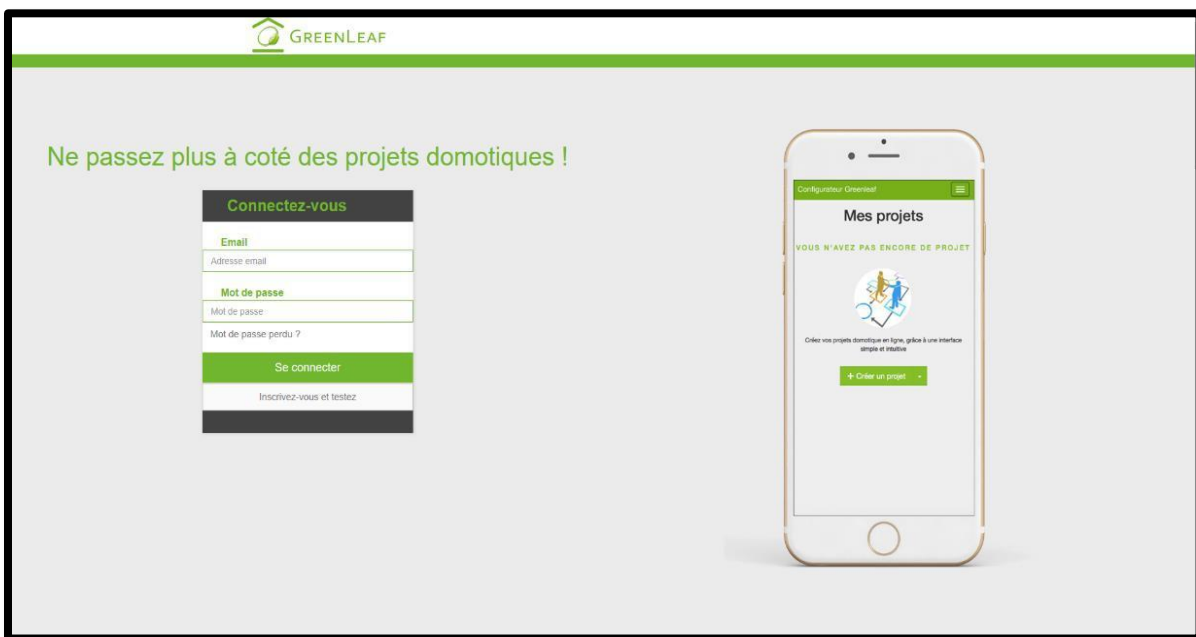 GREENLEAF
Ne passez plus à coté des projets domotiques !
Connectez-vous
Email
Adresse email
Mot de passe
Mot de passe
Mot de passe perdu ?
Se connecter
Inscrivez-vous et testez
Configurateur Greenleaf
Mes projets
VOUS N'AVEZ PAS ENCORE DE PROJET
Créez vos projets domotique en ligne, grâce à une interface
simple et intuitive
+ Créer un projet